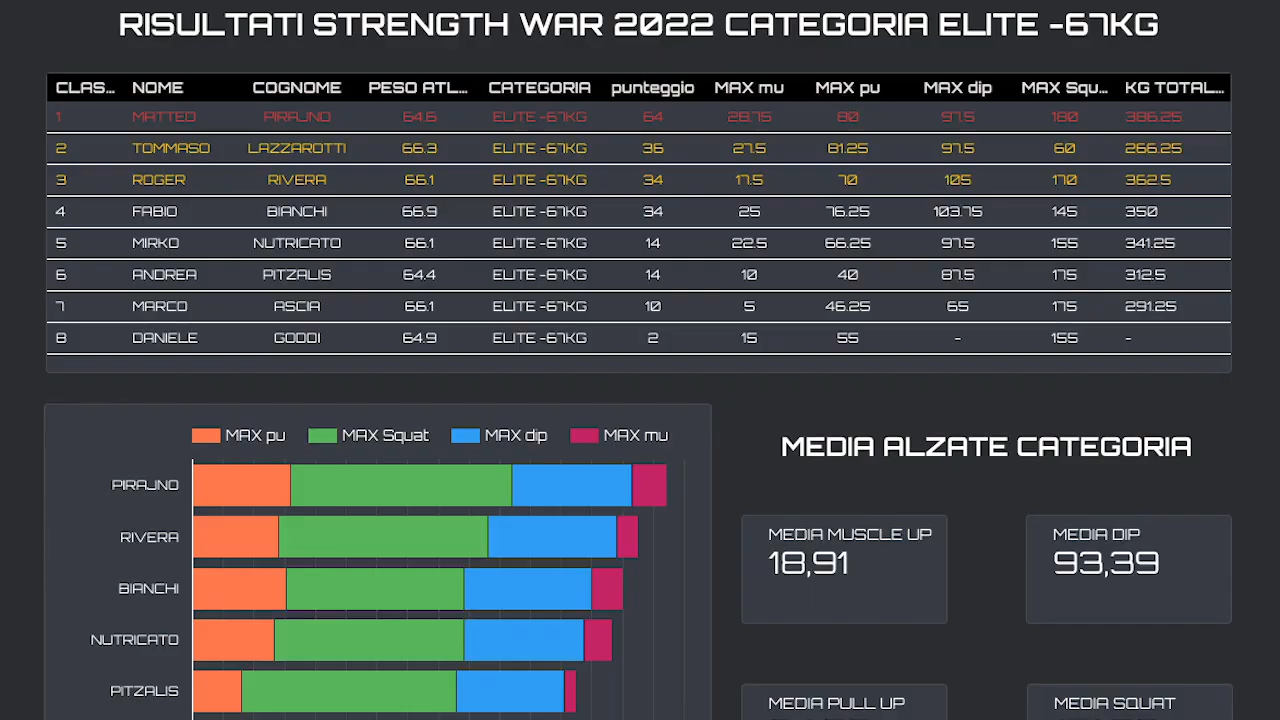 RISULTATI STRENGTH WAR 2022 CATEGORIA ELITE -67KG
CLAS... NOME COGNOME PESO ATL... CATEGORIA punteggio MAX mu MAX pu MAX dip MAX Squ... KG TOTAL...
1 MATTEO PIRAJNO 64.6 ELITE -67KG 64 28.75 80 97.5 180 386.25
2 TOMMASO LAZZAROTTI 66.3 ELITE -67KG 36 27.5 81.25 97.5 60 266.25
3 ROGER RIVERA 66.1 ELITE -67KG 34 17.5 70 105 170 362.5
4 FABIO BIANCHI 66.9 ELITE -67KG 34 25 76.25 103.75 145 350
5 MIRKO NUTRICATO 66.1 ELITE -67KG 14 22.5 66.25 97.5 155 341.25
6 ANDREA PITZALIS 64.4 ELITE -67KG 14 10 40 87.5 175 312.5
7 MARCO ASCIA 66.1 ELITE -67KG 10 5 46.25 65 175 291.25
8 DANIELE GODDI 64.9 ELITE -67KG 2 15 55 - 155 -
MAX pu MAX Squat MAX dip MAX mu
PIRAJNO
RIVERA
BIANCHI
NUTRICATO
PITZALIS
MEDIA ALZATE CATEGORIA
MEDIA MUSCLE UP
18,91
MEDIA DIP
93,39
MEDIA PULL UP
MEDIA SQUAT